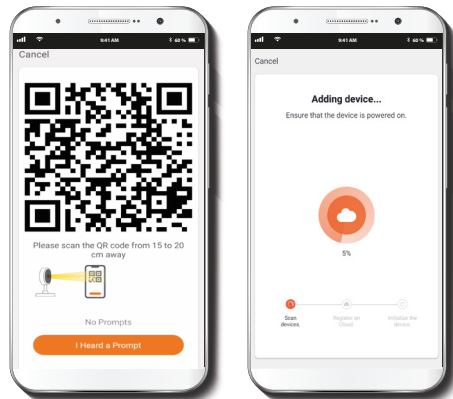 9:41 AM
60 %
Cancel
Please scan the QR code from 15 to 20
cm away
No Prompts
I Heard a Prompt
9:41 AM
60 %
Cancel
Adding device...
Ensure that the device is powered on.
5%
Scan
devices.
Register on
Cloud.
Initialize the
device.